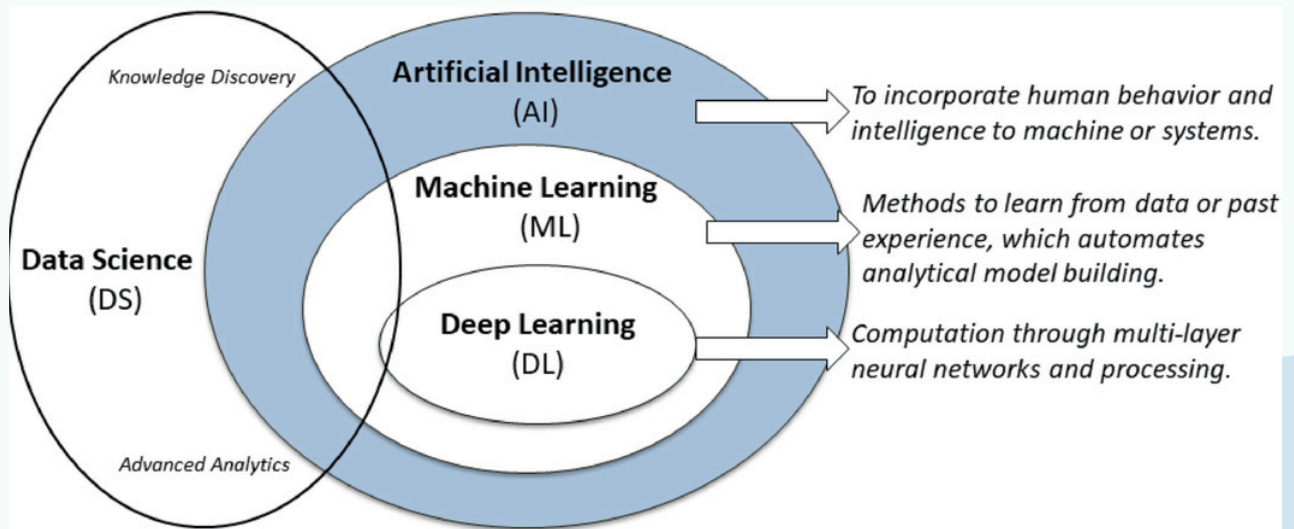 Knowledge Discovery
Artificial Intelligence
(AI)
To incorporate human behavior and
intelligence to machine or systems.
Machine Learning
(ML)
Methods to learn from data or past
experience, which automates
analytical model building.
Data Science
(DS)
Deep Learning
(DL)
Computation through multi-layer
neural networks and processing.
Advanced Analytics